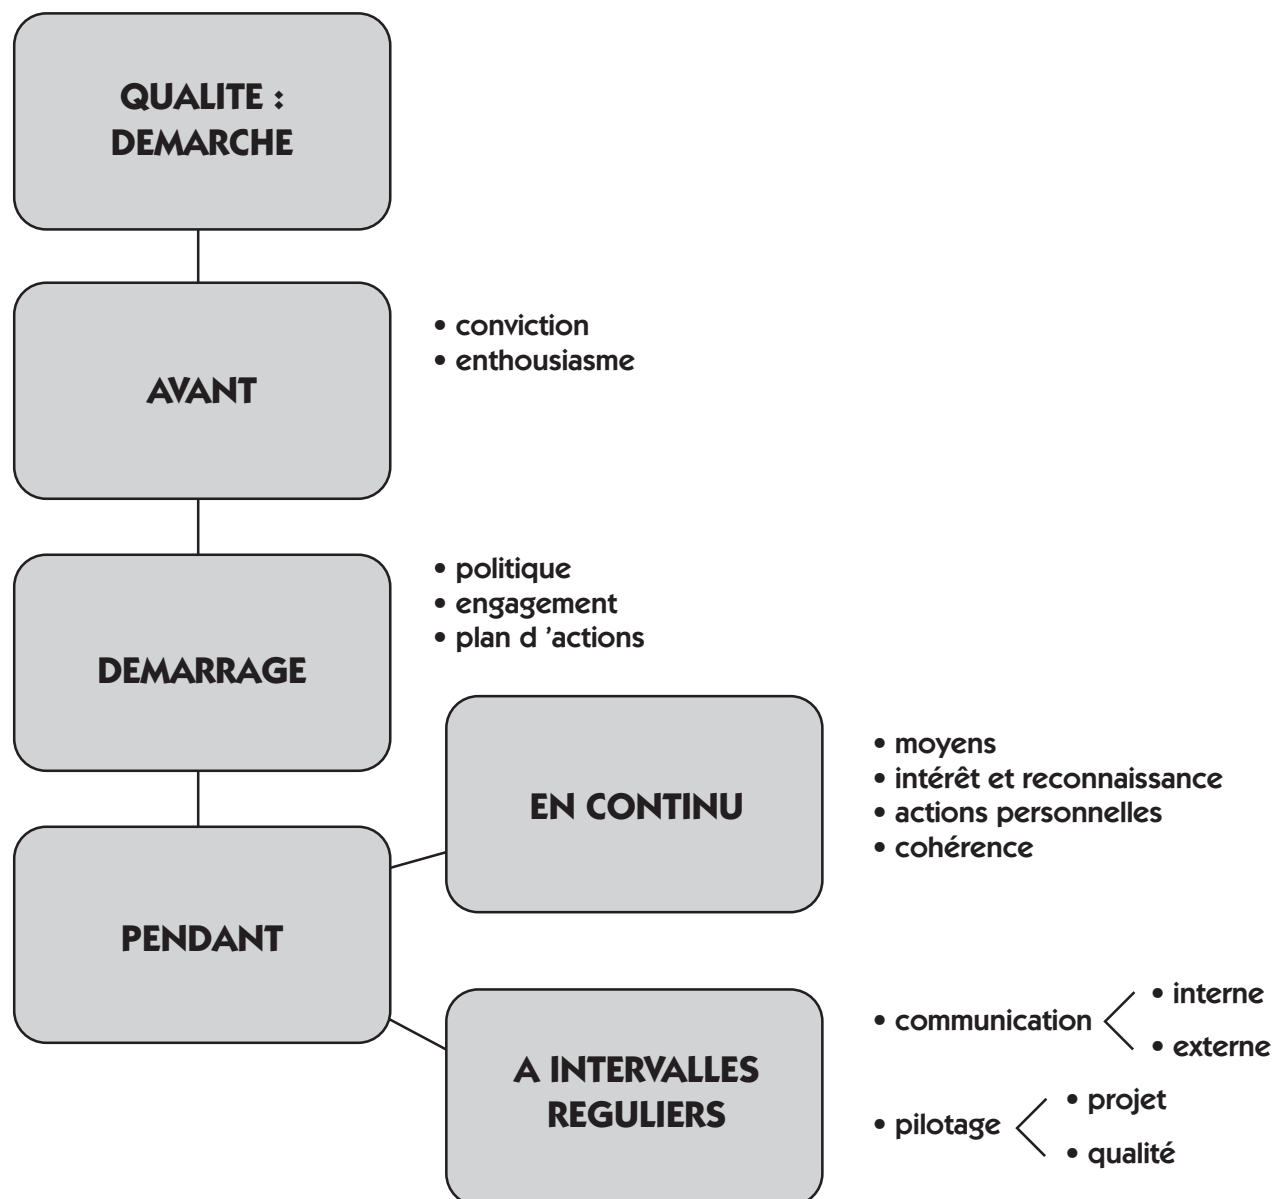 QUALITE :
DEMARCHE
AVANT
• conviction
• enthousiasme
DEMARRAGE
• politique
• engagement
• plan d ’actions
PENDANT
EN CONTINU
• moyens
• intérêt et reconnaissance
• actions personnelles
• cohérence
A INTERVALLES
REGULIERS
• communication
• interne
• externe
• pilotage
• projet
• qualité